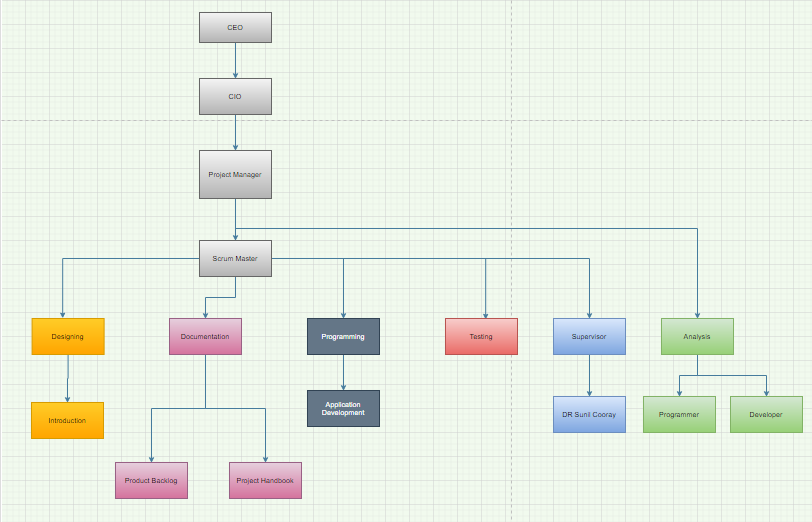 CEO
CIO
Project Manager
Scrum Master
Designing
Documentation
Programming
Testing
Supervisor
Analysis
Introduction
Application
Development
DR Sunil Cooray
Programmer
Developer
Product Backlog
Project Handbook